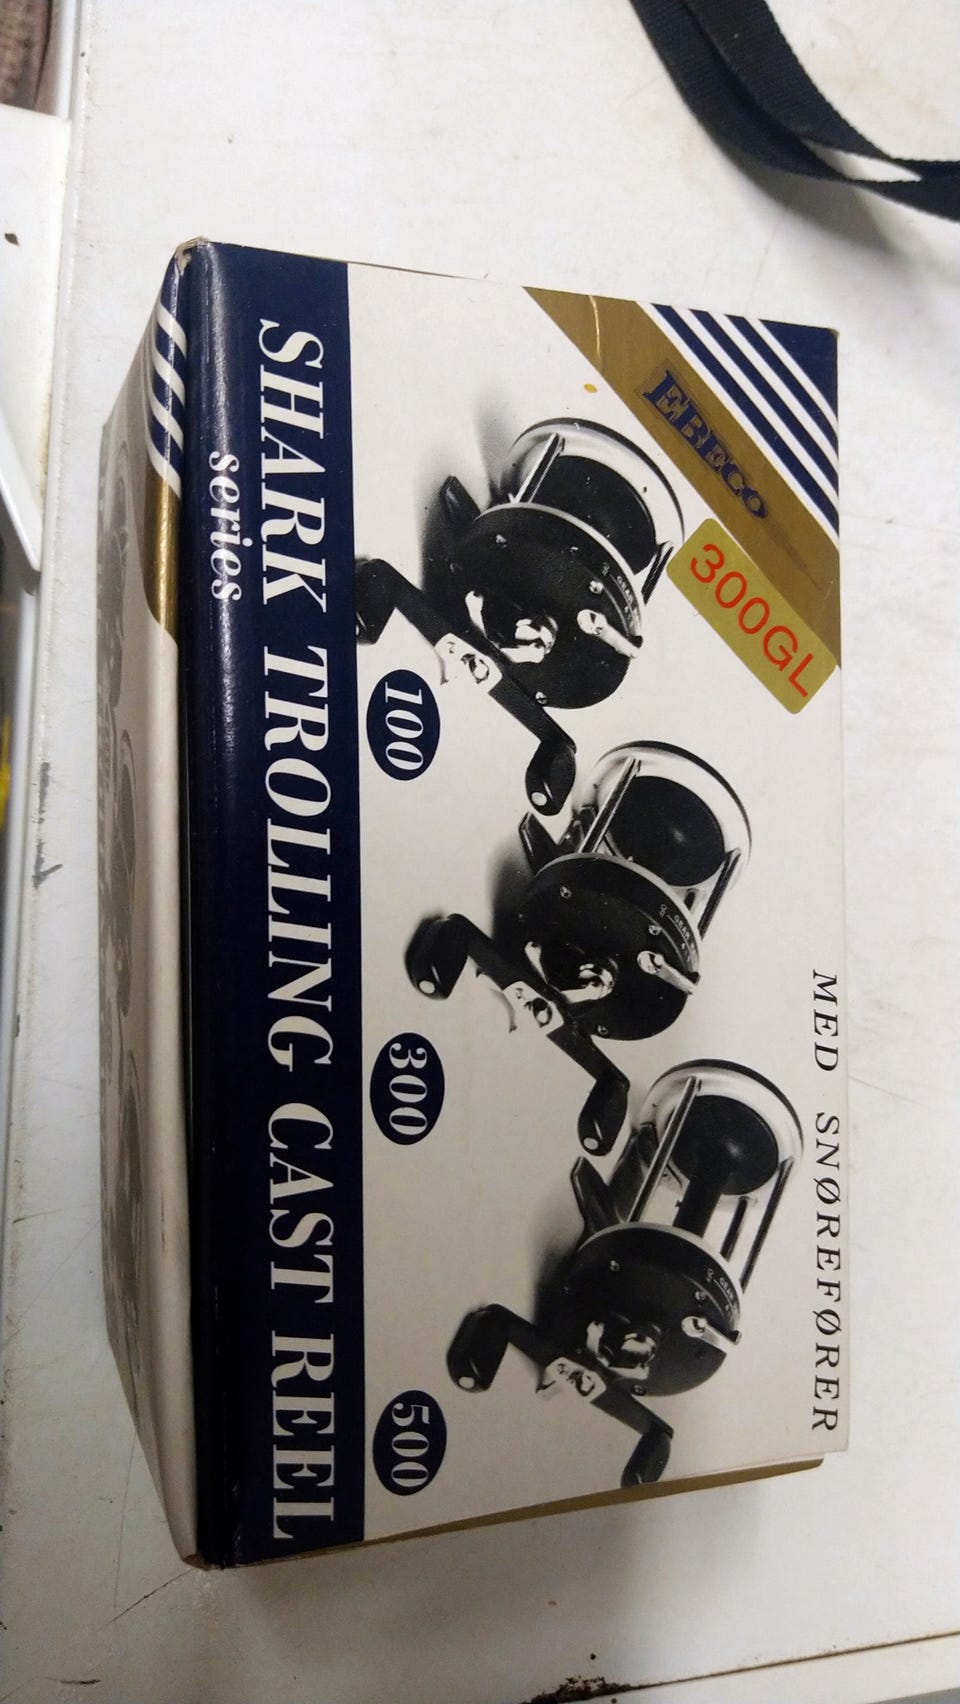 EBECO
300GL
MED SNØREFØRER
100
300
500
SHARK TROLLING CAST REEL
series